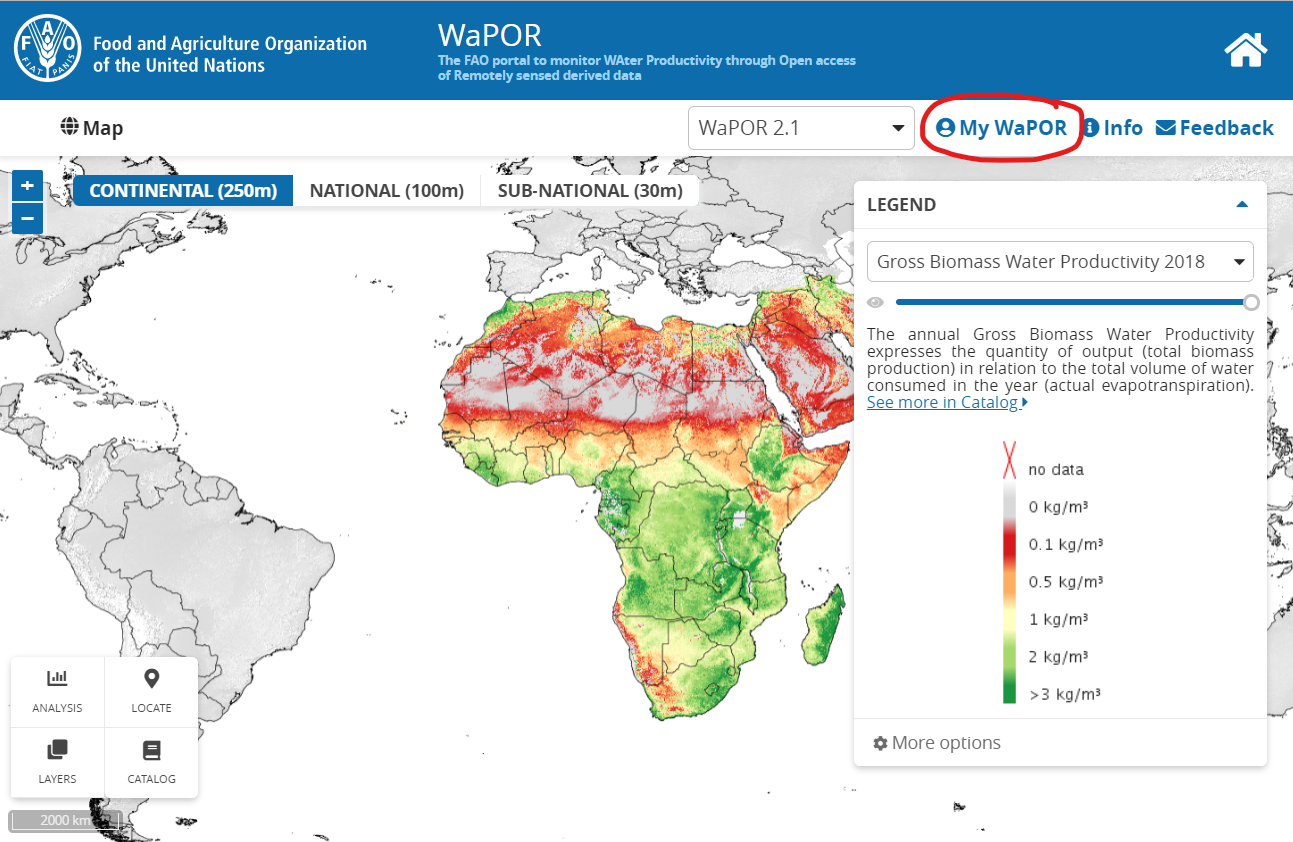 FAO
FIAT PANIS
Food and Agriculture Organization
of the United Nations
WaPOR
The FAO portal to monitor WAter Productivity through Open access
of Remotely sensed derived data
Map
WaPOR 2.1
My WaPOR
Info
Feedback
+
−
CONTINENTAL (250m)
NATIONAL (100m)
SUB-NATIONAL (30m)
LEGEND
Gross Biomass Water Productivity 2018
The annual Gross Biomass Water Productivity
expresses the quantity of output (total biomass
production) in relation to the total volume of water
consumed in the year (actual evapotranspiration).
See more in Catalog
no data
0 kg/m³
0.1 kg/m³
0.5 kg/m³
1 kg/m³
2 kg/m³
>3 kg/m³
More options
ANALYSIS
LOCATE
LAYERS
CATALOG
2000 km